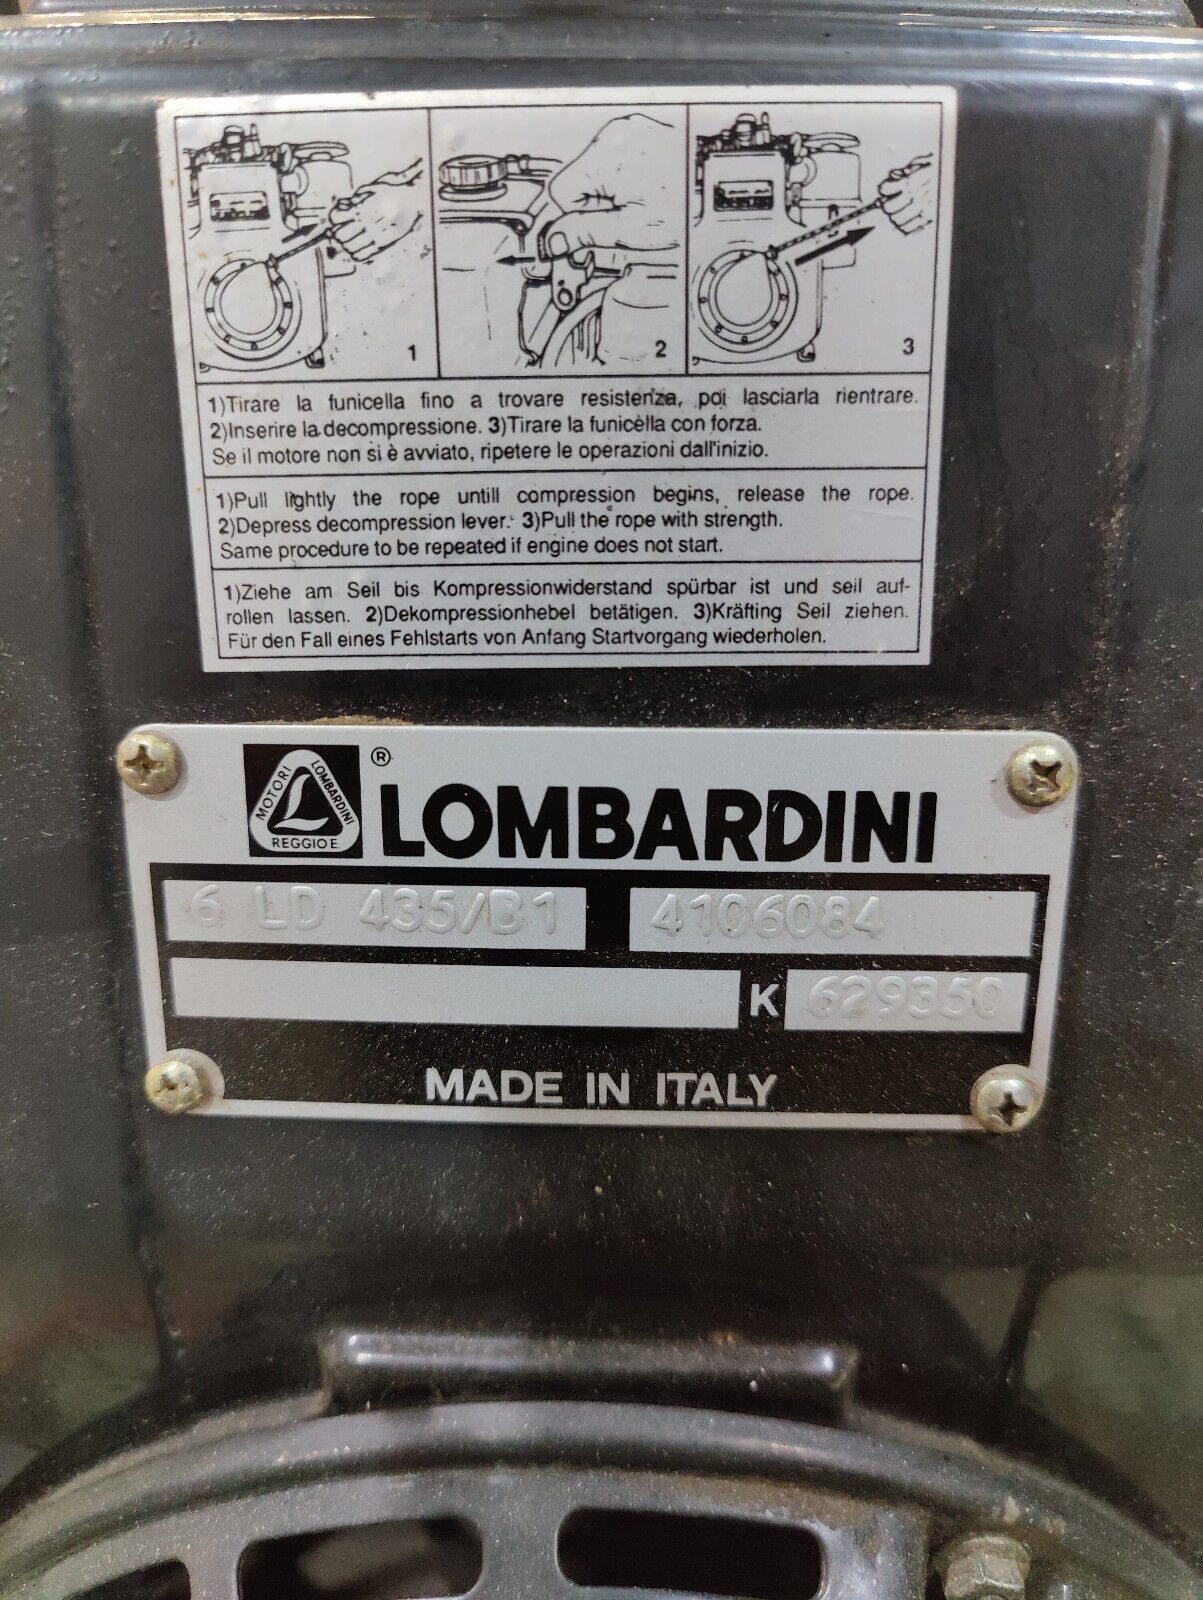 1 2 3
1)Tirare la funicella fino a trovare resistenza, poi lasciarla rientrare.
2)Inserire la decompressione. 3)Tirare la funicella con forza.
Se il motore non si è avviato, ripetere le operazioni dall'inizio.
1)Pull lightly the rope untill compression begins, release the rope.
2)Depress decompression lever. 3)Pull the rope with strength.
Same procedure to be repeated if engine does not start.
1)Ziehe am Seil bis Kompressionwiderstand spürbar ist und seil auf-
rollen lassen. 2)Dekompressionhebel betätigen. 3)Kräfting Seil ziehen.
Für den Fall eines Fehlstarts von Anfang Startvorgang wiederholen.
MOTORI LOMBARDINI REGGIO E. ® LOMBARDINI
6 LD 435/B1 4106084
K 629350
MADE IN ITALY